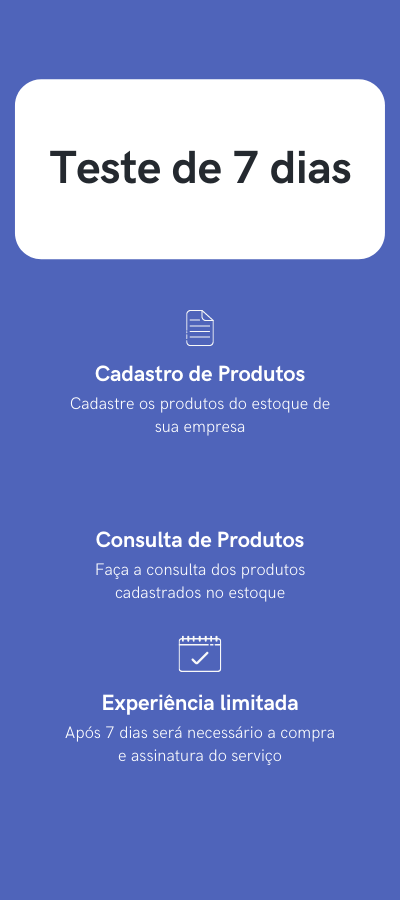 Teste de 7 dias
Cadastro de Produtos
Cadastre os produtos do estoque de
sua empresa
Consulta de Produtos
Faça a consulta dos produtos
cadastrados no estoque
Experiência limitada
Após 7 dias será necessário a compra
e assinatura do serviço